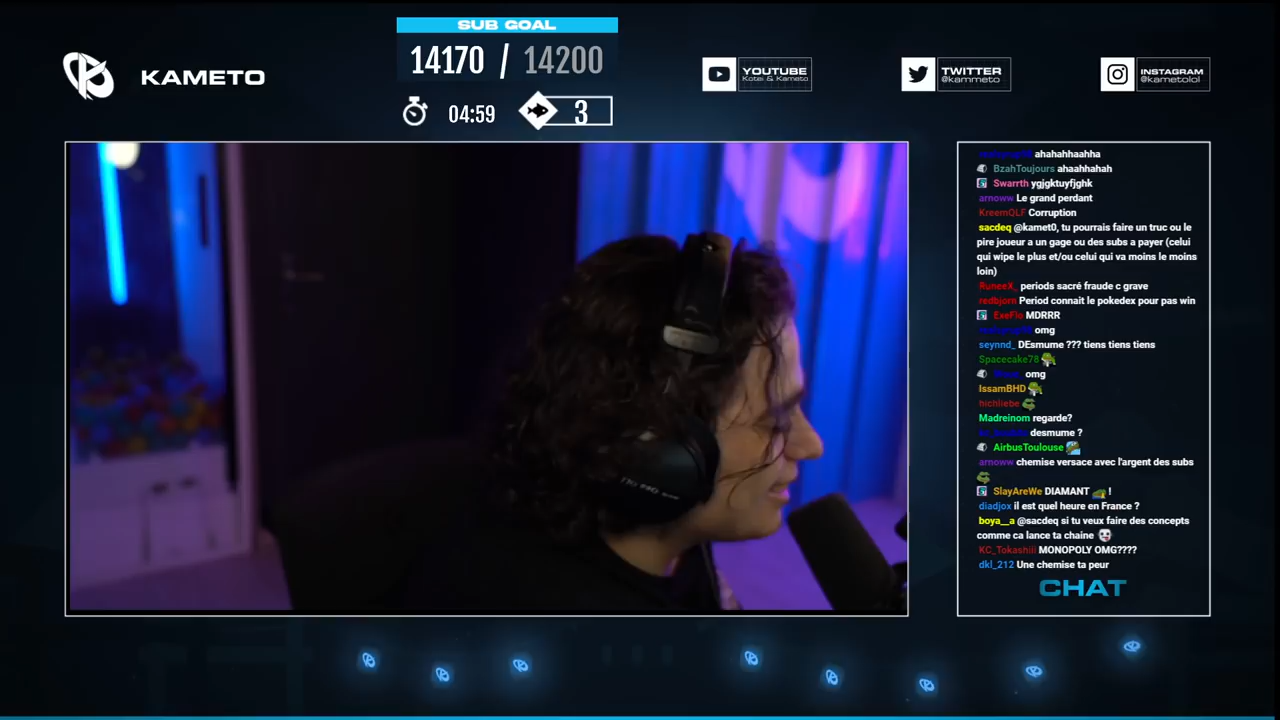 SUB GOAL
14170 / 14200
KAMETO
YOUTUBE
Kotei & Kameto
TWITTER
@kammeto
INSTAGRAM
@kametolol
04:59
3
ahahahhaahha
BzahToujours ahaahhahah
Swarrth ygjgktuyfjghk
arnoww Le grand perdant
KreemQLF Corruption
sacdeq @kamet0, tu pourrais faire un truc ou le
pire joueur a un gage ou des subs a payer (celui
qui wipe le plus et/ou celui qui va moins le moins
loin)
RuneeX_ periods sacré fraude c grave
redbjorn Period connait le pokedex pour pas win
ExeFlo MDRRR
omg
seynnd_ DEsmume ??? tiens tiens tiens
Spacecake78
omg
IssamBHD
hichliebe
Madreinom regarde?
desmume ?
AirbusToulouse
arnoww chemise versace avec l'argent des subs
SlayAreWe DIAMANT !
diadjox il est quel heure en France ?
boya__a @sacdeq si tu veux faire des concepts
comme ca lance ta chaine
KC_Tokashiii MONOPOLY OMG????
dkl_212 Une chemise ta peur
CHAT